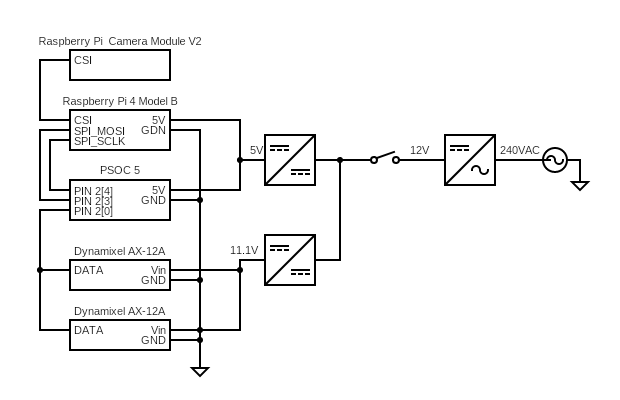 Raspberry Pi  Camera Module V2
CSI
Raspberry Pi 4 Model B
CSI 5V
SPI_MOSI GDN
SPI_SCLK
5V 12V 240VAC
PSOC 5
PIN 2[4] 5V
PIN 2[3] GND
PIN 2[0]
Dynamixel AX-12A 11.1V
DATA Vin
GND
Dynamixel AX-12A
DATA Vin
GND